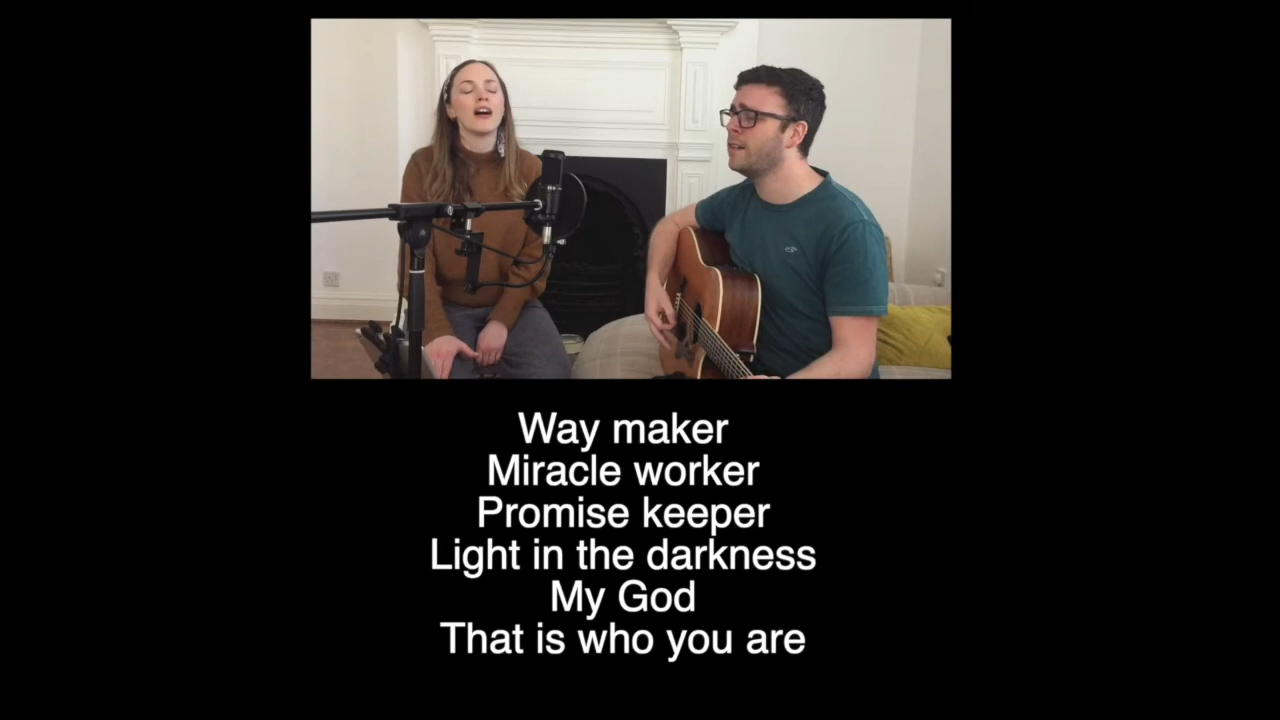 Way maker
Miracle worker
Promise keeper
Light in the darkness
My God
That is who you are